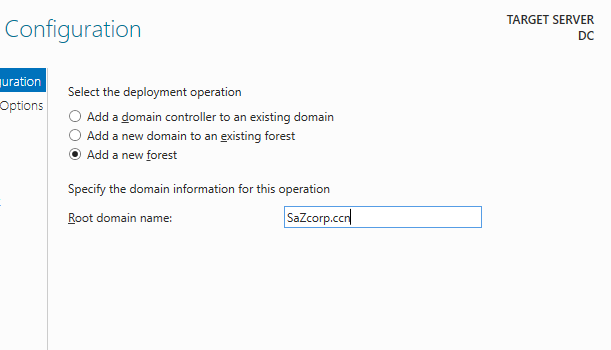 Configuration
TARGET SERVER
DC
uration
Options
Select the deployment operation
Add a domain controller to an existing domain
Add a new domain to an existing forest
Add a new forest
Specify the domain information for this operation
Root domain name:
SaZcorp.ccn